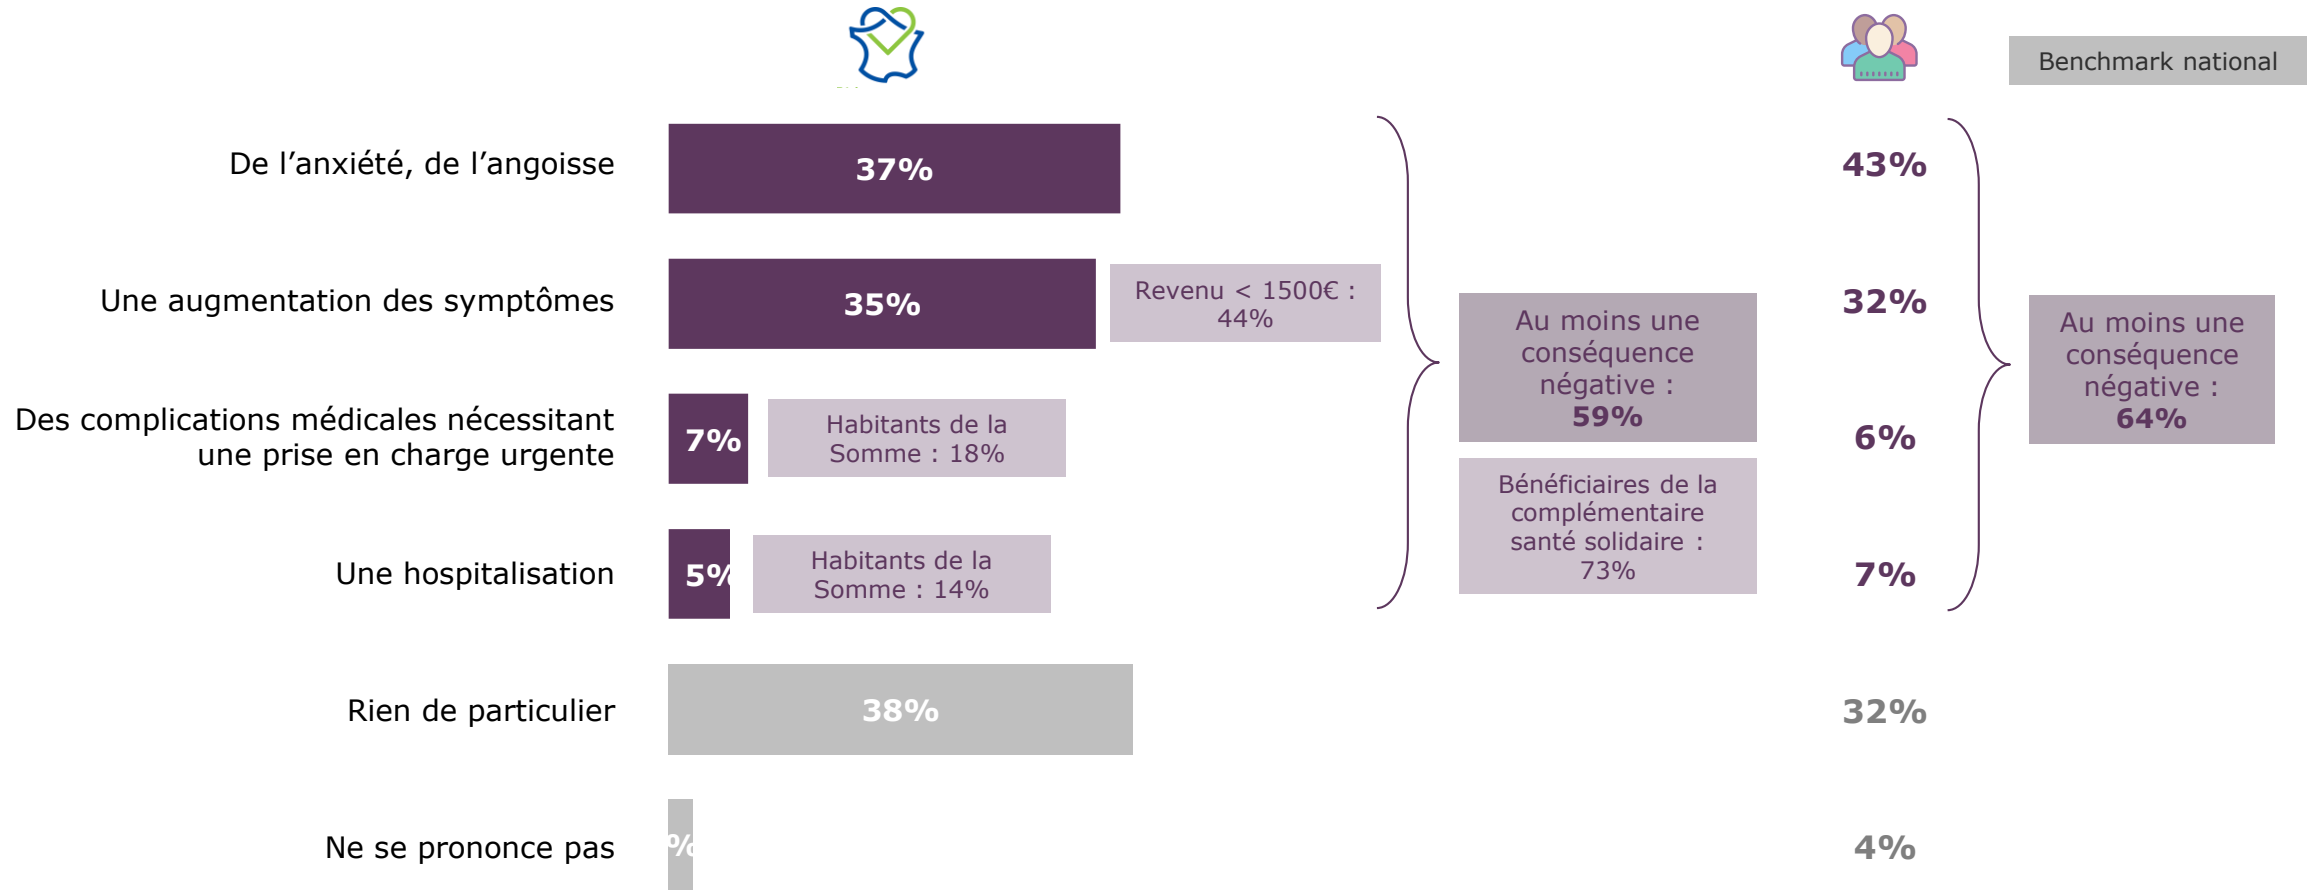 Benchmark national
De l’anxiété, de l’angoisse
37%
43%
Une augmentation des symptômes
35%
Revenu < 1500€ :
44%
32%
Des complications médicales nécessitant
une prise en charge urgente
7%
Habitants de la
Somme : 18%
6%
Une hospitalisation
5%
Habitants de la
Somme : 14%
7%
Au moins une
conséquence
négative :
59%
Bénéficiaires de la
complémentaire
santé solidaire :
73%
Au moins une
conséquence
négative :
64%
Rien de particulier
38%
32%
Ne se prononce pas
%
4%